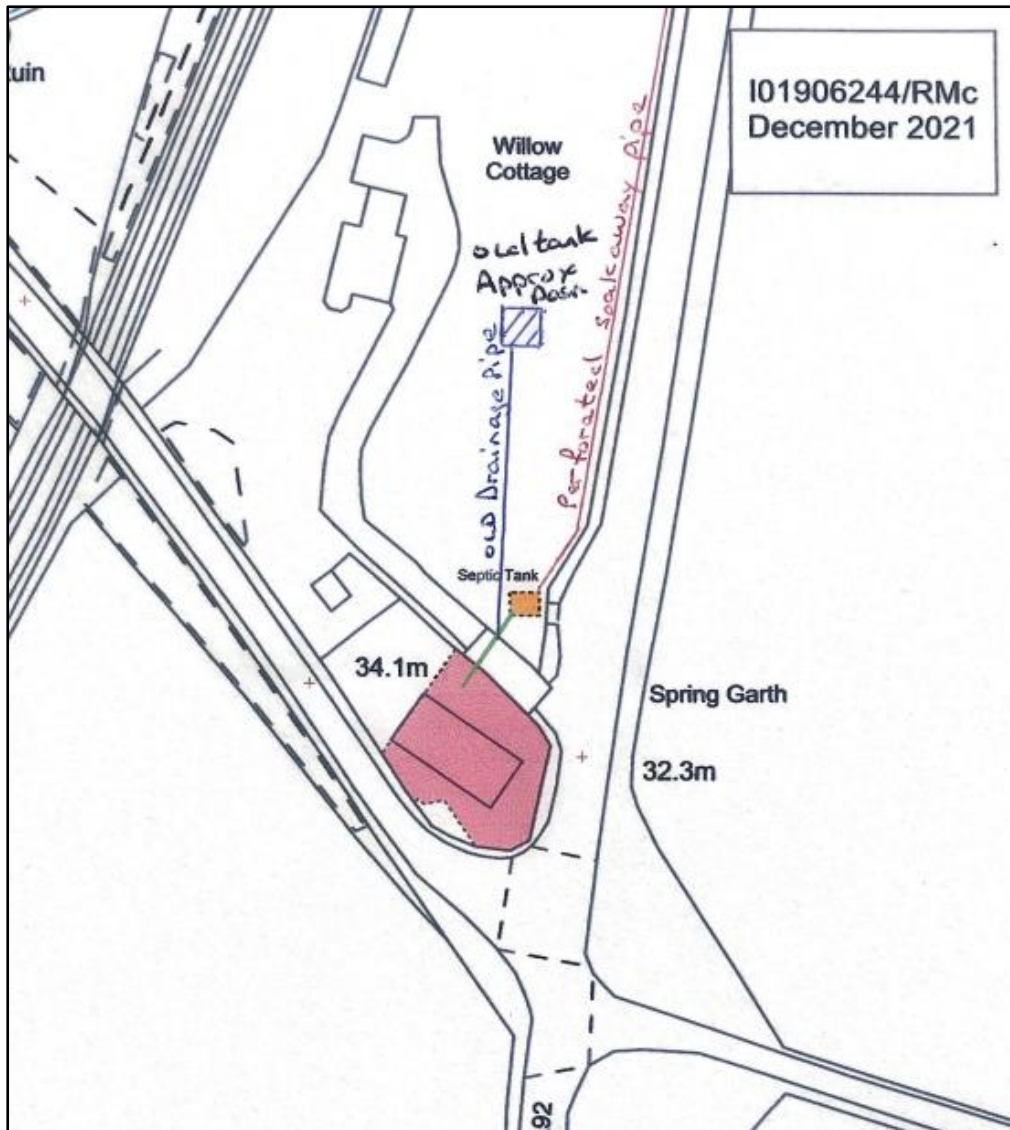 uin
I01906244/RMc
December 2021
Willow
Cottage
old tank
Approx
Posn.
OLD Drainage Pipe
Perforated Soakaway Pipe
Septic Tank
34.1m
Spring Garth
32.3m
.92